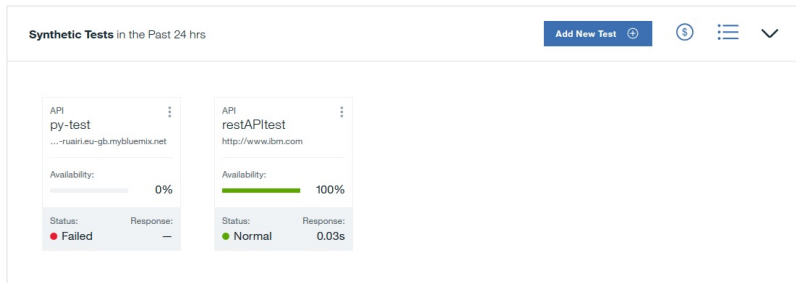 Synthetic Tests in the Past 24 hrs
Add New Test
API
py-test
...-ruairi.eu-gb.mybluemix.net
Availability:
0%
Status: Response:
Failed —
API
restAPItest
http://www.ibm.com
Availability:
100%
Status: Response:
Normal 0.03s